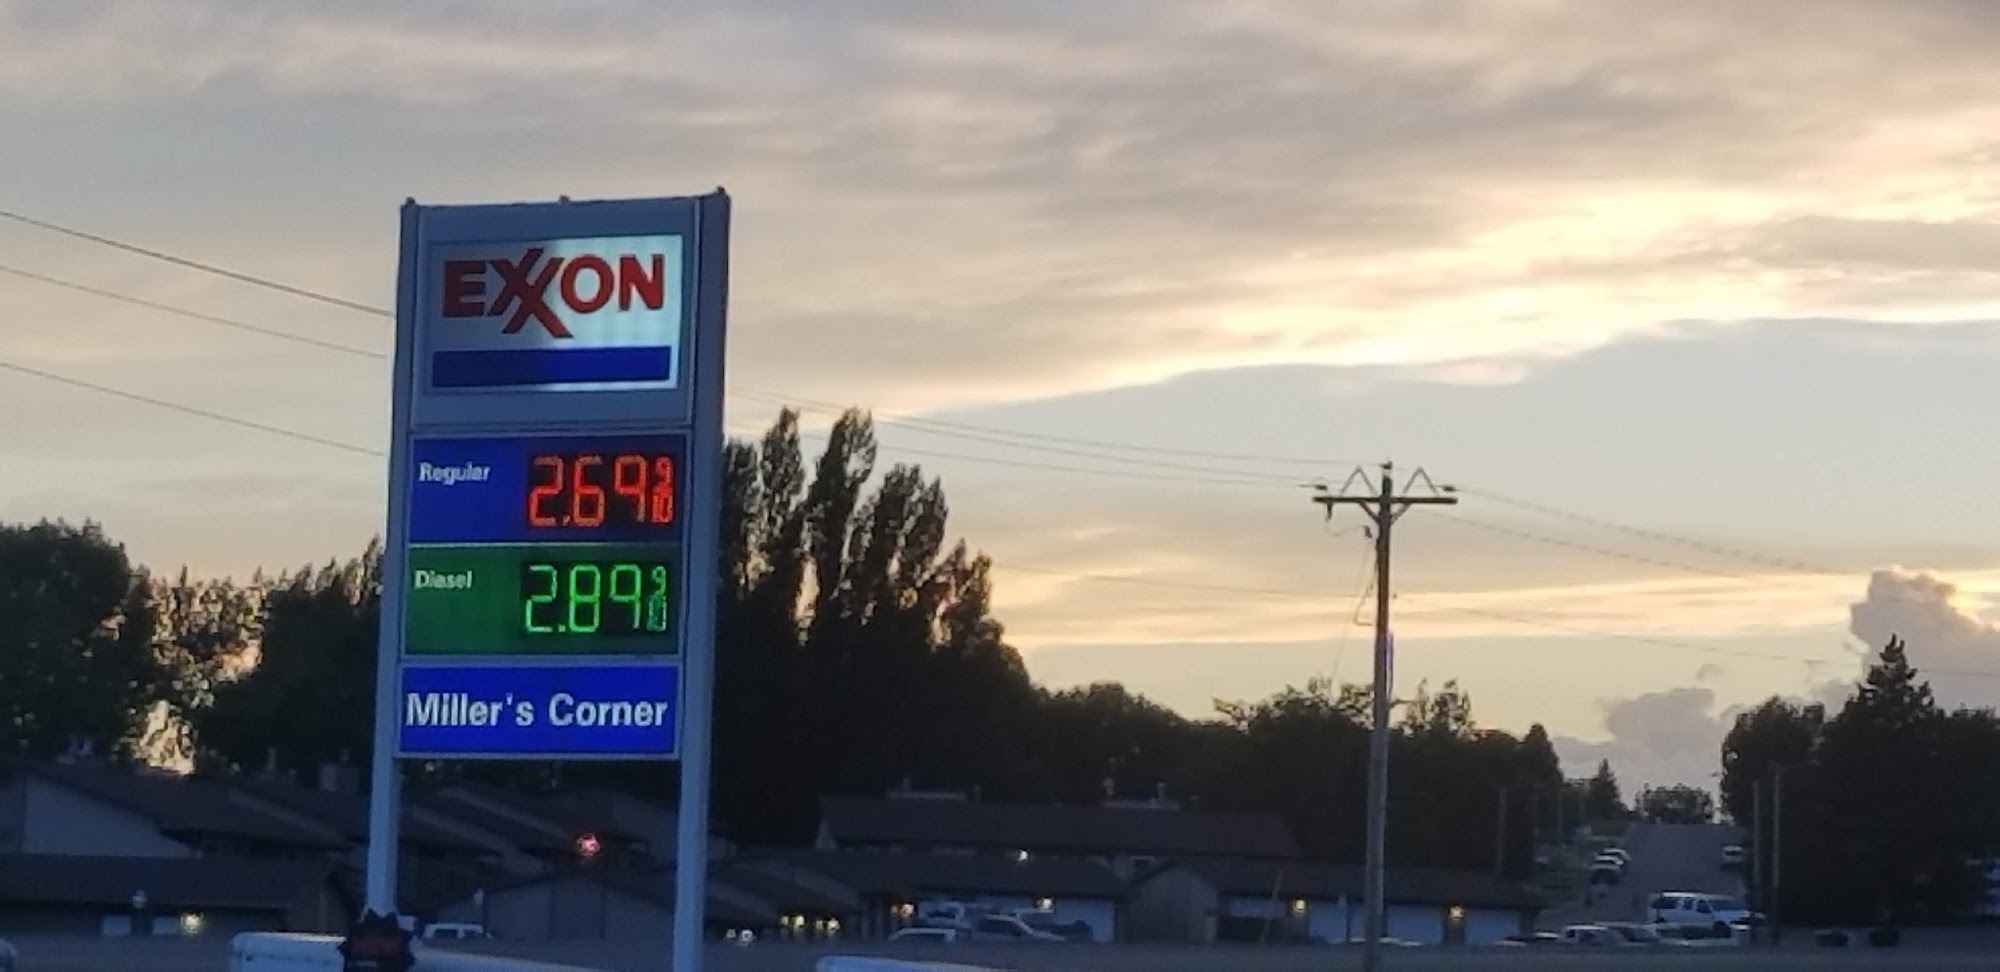 EXXON
Regular 2.69 9/10
Diesel 2.89 9/10
Miller's Corner